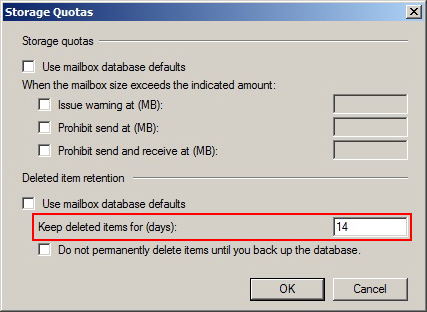 Storage Quotas
Storage quotas
Use mailbox database defaults
When the mailbox size exceeds the indicated amount:
Issue warning at (MB):
Prohibit send at (MB):
Prohibit send and receive at (MB):
Deleted item retention
Use mailbox database defaults
Keep deleted items for (days): 14
Do not permanently delete items until you back up the database.
OK Cancel